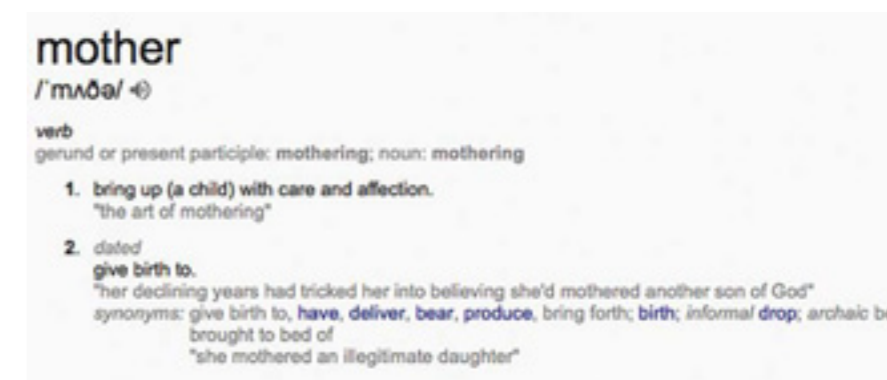 mother
/ˈmʌðə/
verb
gerund or present participle: mothering; noun: mothering
1. bring up (a child) with care and affection.
"the art of mothering"
2. dated
give birth to.
"her declining years had tricked her into believing she'd mothered another son of God"
synonyms: give birth to, have, deliver, bear, produce, bring forth; birth; informal drop; archaic
brought to bed of
"she mothered an illegitimate daughter"